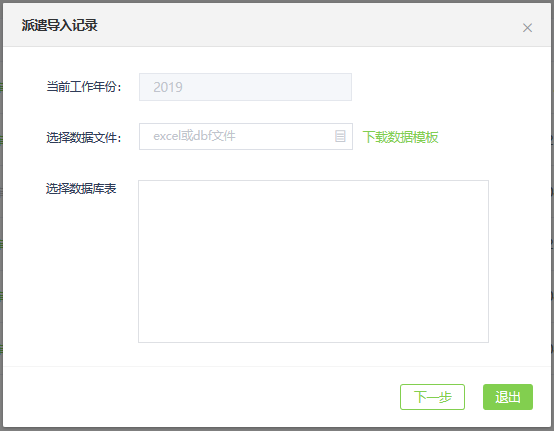 派遣导入记录
当前工作年份： 2019
选择数据文件： excel或dbf文件 下载数据模板
选择数据库表
下一步 退出